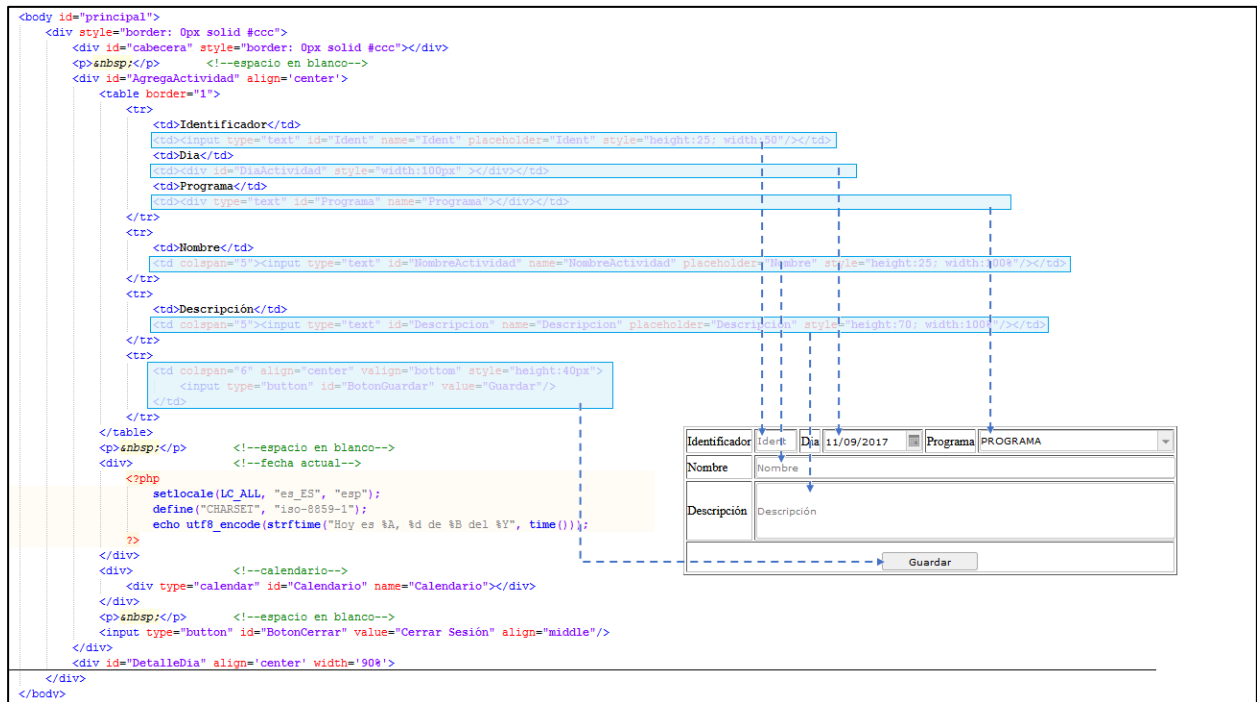 <body id="principal">
<div style="border: 0px solid #ccc">
<div id="cabecera" style="border: 0px solid #ccc"></div>
<p>&nbsp;</p> <!--espacio en blanco-->
<div id="AgregaActividad" align='center'>
<table border="1">
<tr>
<td>Identificador</td>
<td><input type="text" id="Ident" name="Ident" placeholder="Ident" style="height:25; width:50"/></td>
<td>Dia</td>
<td><div id="DiaActividad" style="width:100px" ></div></td>
<td>Programa</td>
<td><div type="text" id="Programa" name="Programa"></div></td>
</tr>
<tr>
<td>Nombre</td>
<td colspan="5"><input type="text" id="NombreActividad" name="NombreActividad" placeholder="Nombre" style="height:25; width:100%"/></td>
</tr>
<tr>
<td>Descripción</td>
<td colspan="5"><input type="text" id="Descripcion" name="Descripcion" placeholder="Descripción" style="height:70; width:100%"/></td>
</tr>
<tr>
<td colspan="6" align="center" valign="bottom" style="height:40px">
<input type="button" id="BotonGuardar" value="Guardar"/>
</td>
</tr>
</table>
<p>&nbsp;</p> <!--espacio en blanco-->
<div> <!--fecha actual-->
<?php
setlocale(LC_ALL, "es_ES", "esp");
define("CHARSET", "iso-8859-1");
echo utf8_encode(strftime("Hoy es %A, %d de %B del %Y", time()));
?>
</div>
<div> <!--calendario-->
<div type="calendar" id="Calendario" name="Calendario"></div>
</div>
<p>&nbsp;</p> <!--espacio en blanco-->
<input type="button" id="BotonCerrar" value="Cerrar Sesión" align="middle"/>
</div>
<div id="DetalleDia" align='center' width='90%'>
</div>
</body>
Identificador Ident Dia 11/09/2017 Programa PROGRAMA
Nombre Nombre
Descripción Descripción
Guardar